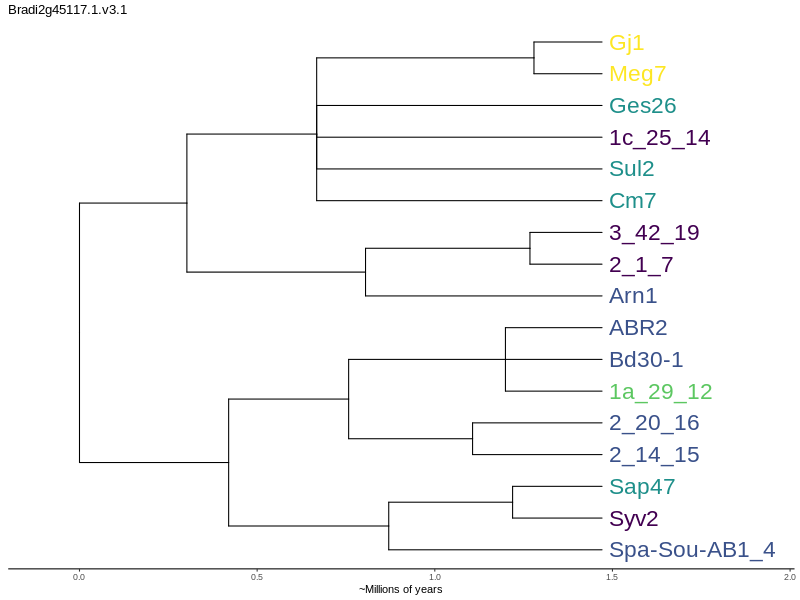 Bradi2g45117.1.v3.1
Gj1
Meg7
Ges26
1c_25_14
Sul2
Cm7
3_42_19
2_1_7
Arn1
ABR2
Bd30-1
1a_29_12
2_20_16
2_14_15
Sap47
Syv2
Spa-Sou-AB1_4
0.0 0.5 1.0 1.5 2.0
~Millions of years